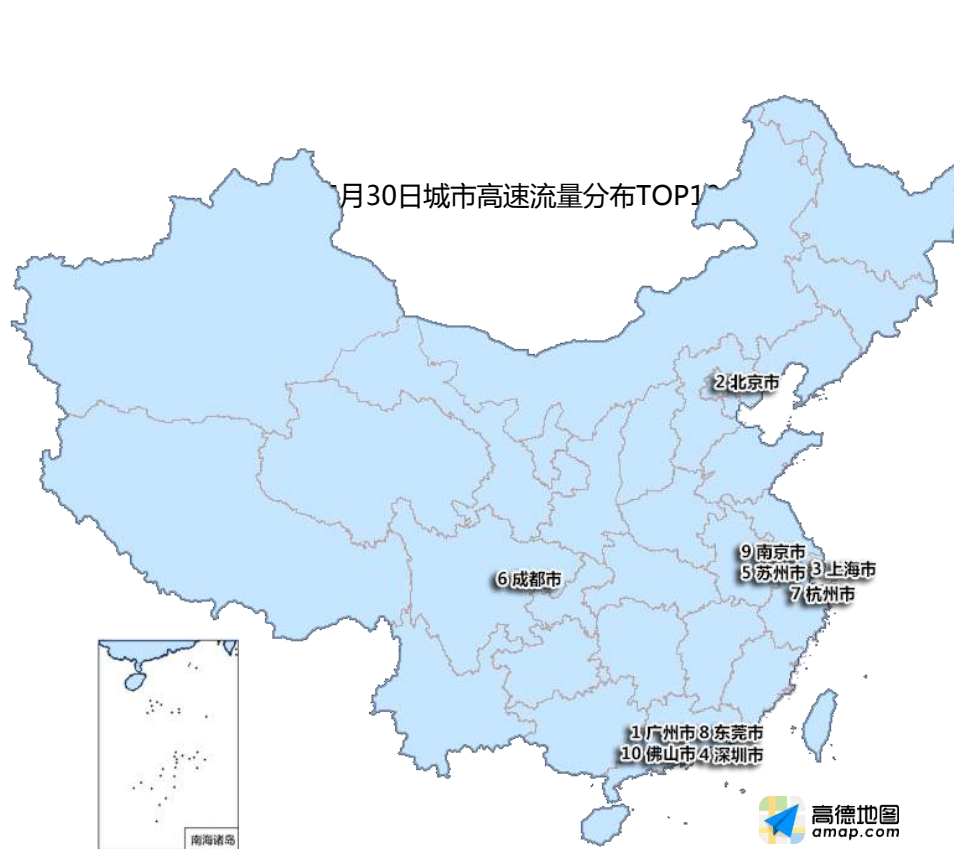 月30日城市高速流量分布TOP1
2 北京市
9 南京市
5 苏州市
3 上海市
7 杭州市
6 成都市
1 广州市
8 东莞市
10 佛山市
4 深圳市
南海诸岛
高德地图
amap.com